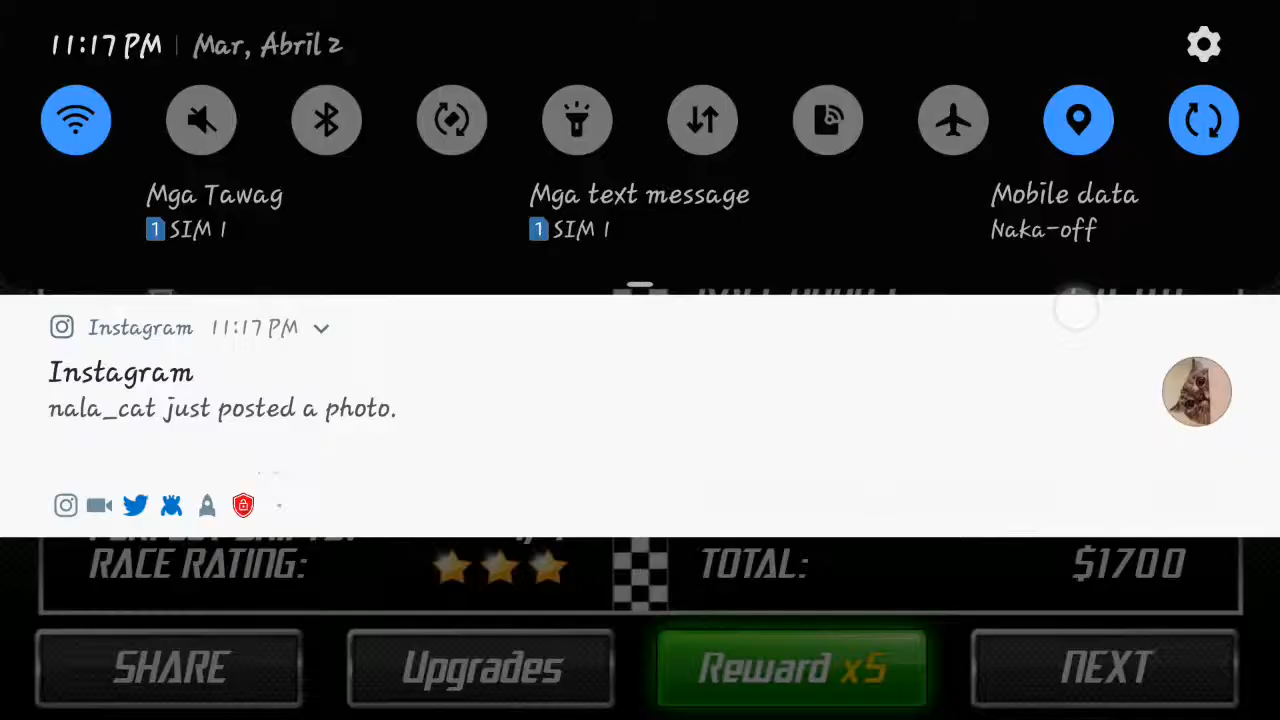 11:17 PM | Mar, Abril 2
Mga Tawag
1 SIM 1
Mga text message
1 SIM 1
Mobile data
Naka-off
Instagram 11:17 PM
Instagram
nala_cat just posted a photo.
RACE RATING:
TOTAL: $1700
SHARE
Upgrades
Reward x5
NEXT